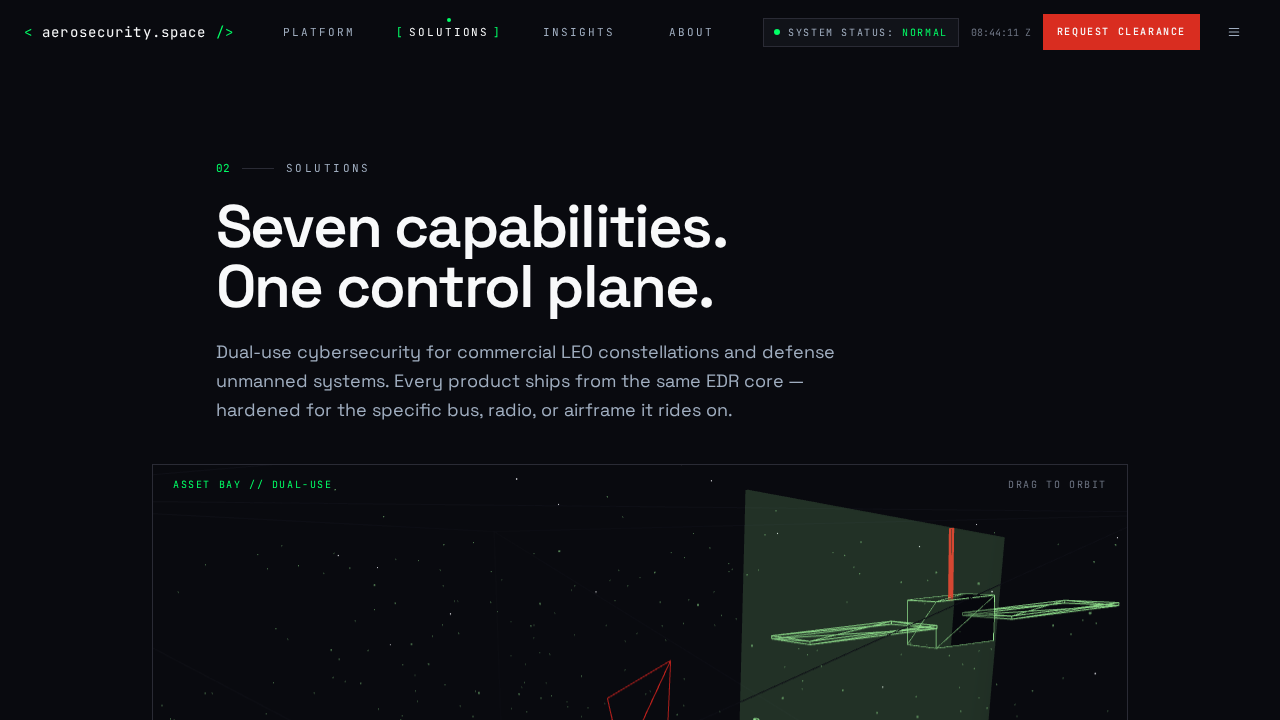 < aerosecurity.space />
PLATFORM
[ SOLUTIONS ]
INSIGHTS
ABOUT
SYSTEM STATUS: NORMAL
08:44:11 Z
REQUEST CLEARANCE
02
SOLUTIONS
Seven capabilities.
One control plane.
Dual-use cybersecurity for commercial LEO constellations and defense
unmanned systems. Every product ships from the same EDR core —
hardened for the specific bus, radio, or airframe it rides on.
ASSET BAY // DUAL-USE
DRAG TO ORBIT